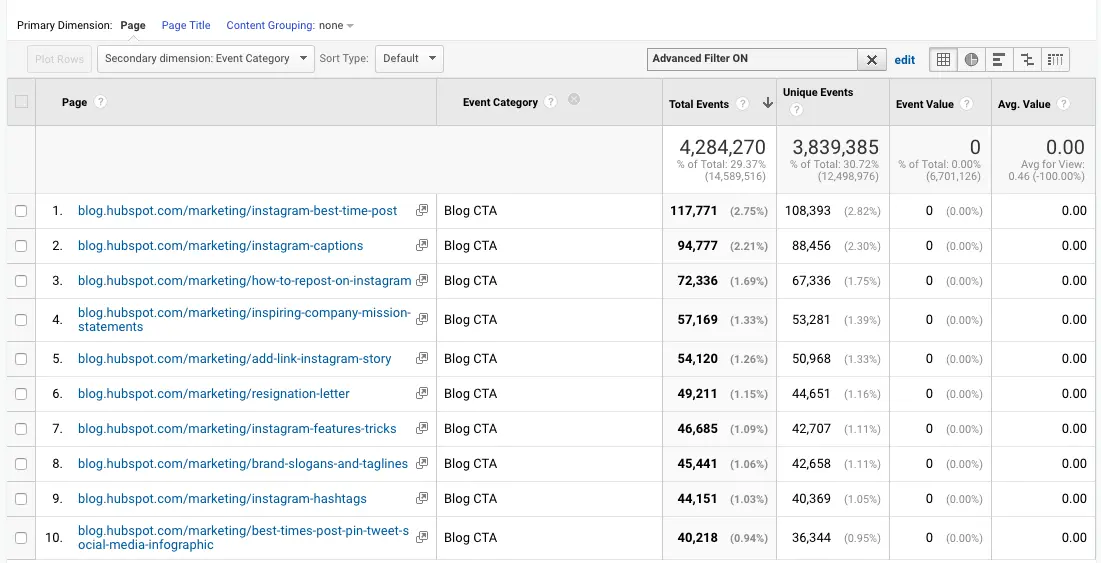 Primary Dimension: Page Page Title Content Grouping: none
Plot Rows Secondary dimension: Event Category Sort Type: Default Advanced Filter ON edit
Page ? Event Category ? Total Events ? Unique Events ? Event Value ? Avg. Value ?
4,284,270 3,839,385 0 0.00
% of Total: 29.37% % of Total: 30.72% % of Total: 0.00% Avg for View:
(14,589,516) (12,498,976) (6,701,126) 0.46 (-100.00%)
1. blog.hubspot.com/marketing/instagram-best-time-post Blog CTA 117,771 (2.75%) 108,393 (2.82%) 0 (0.00%) 0.00
2. blog.hubspot.com/marketing/instagram-captions Blog CTA 94,777 (2.21%) 88,456 (2.30%) 0 (0.00%) 0.00
3. blog.hubspot.com/marketing/how-to-repost-on-instagram Blog CTA 72,336 (1.69%) 67,336 (1.75%) 0 (0.00%) 0.00
4. blog.hubspot.com/marketing/inspiring-company-mission-
statements Blog CTA 57,169 (1.33%) 53,281 (1.39%) 0 (0.00%) 0.00
5. blog.hubspot.com/marketing/add-link-instagram-story Blog CTA 54,120 (1.26%) 50,968 (1.33%) 0 (0.00%) 0.00
6. blog.hubspot.com/marketing/resignation-letter Blog CTA 49,211 (1.15%) 44,651 (1.16%) 0 (0.00%) 0.00
7. blog.hubspot.com/marketing/instagram-features-tricks Blog CTA 46,685 (1.09%) 42,707 (1.11%) 0 (0.00%) 0.00
8. blog.hubspot.com/marketing/brand-slogans-and-taglines Blog CTA 45,441 (1.06%) 42,658 (1.11%) 0 (0.00%) 0.00
9. blog.hubspot.com/marketing/instagram-hashtags Blog CTA 44,151 (1.03%) 40,369 (1.05%) 0 (0.00%) 0.00
10. blog.hubspot.com/marketing/best-times-post-pin-tweet-s
ocial-media-infographic Blog CTA 40,218 (0.94%) 36,344 (0.95%) 0 (0.00%) 0.00